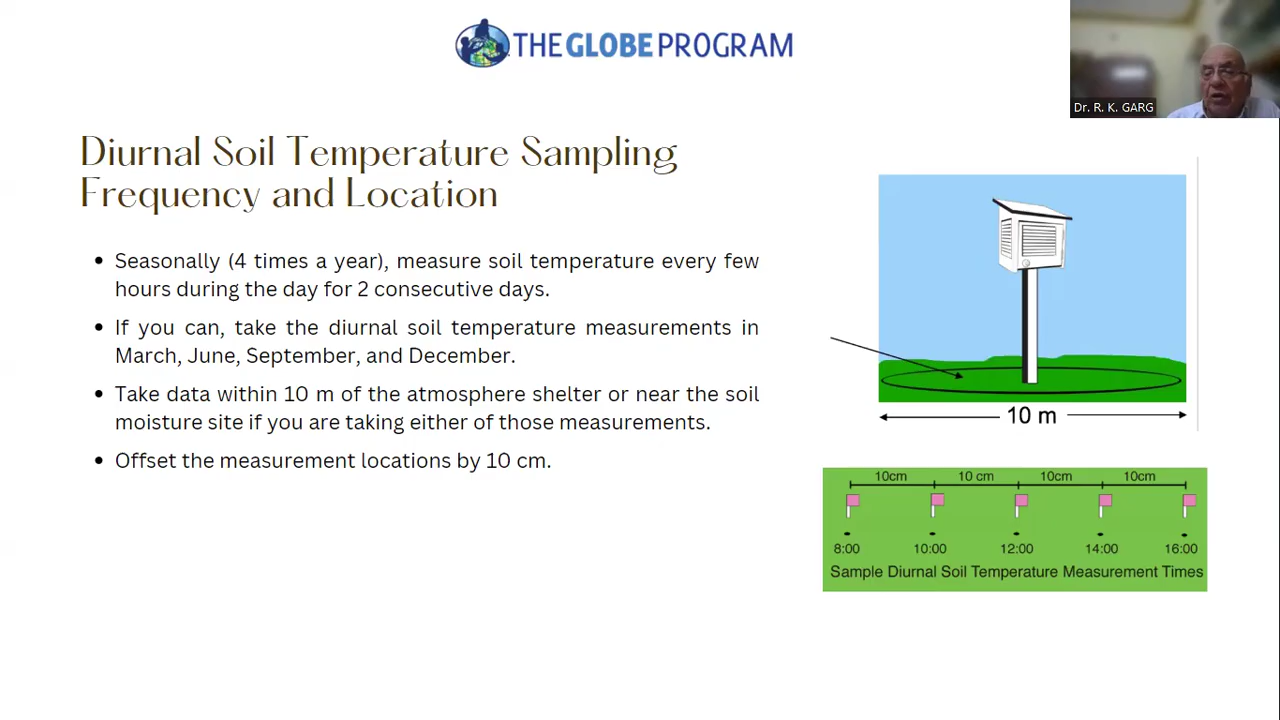 THE GLOBE PROGRAM
Dr. R. K. GARG
Diurnal Soil Temperature Sampling
Frequency and Location
• Seasonally (4 times a year), measure soil temperature every few
hours during the day for 2 consecutive days.
• If you can, take the diurnal soil temperature measurements in
March, June, September, and December.
• Take data within 10 m of the atmosphere shelter or near the soil
moisture site if you are taking either of those measurements.
• Offset the measurement locations by 10 cm.
10 m
10cm 10 cm 10cm 10cm
8:00 10:00 12:00 14:00 16:00
Sample Diurnal Soil Temperature Measurement Times